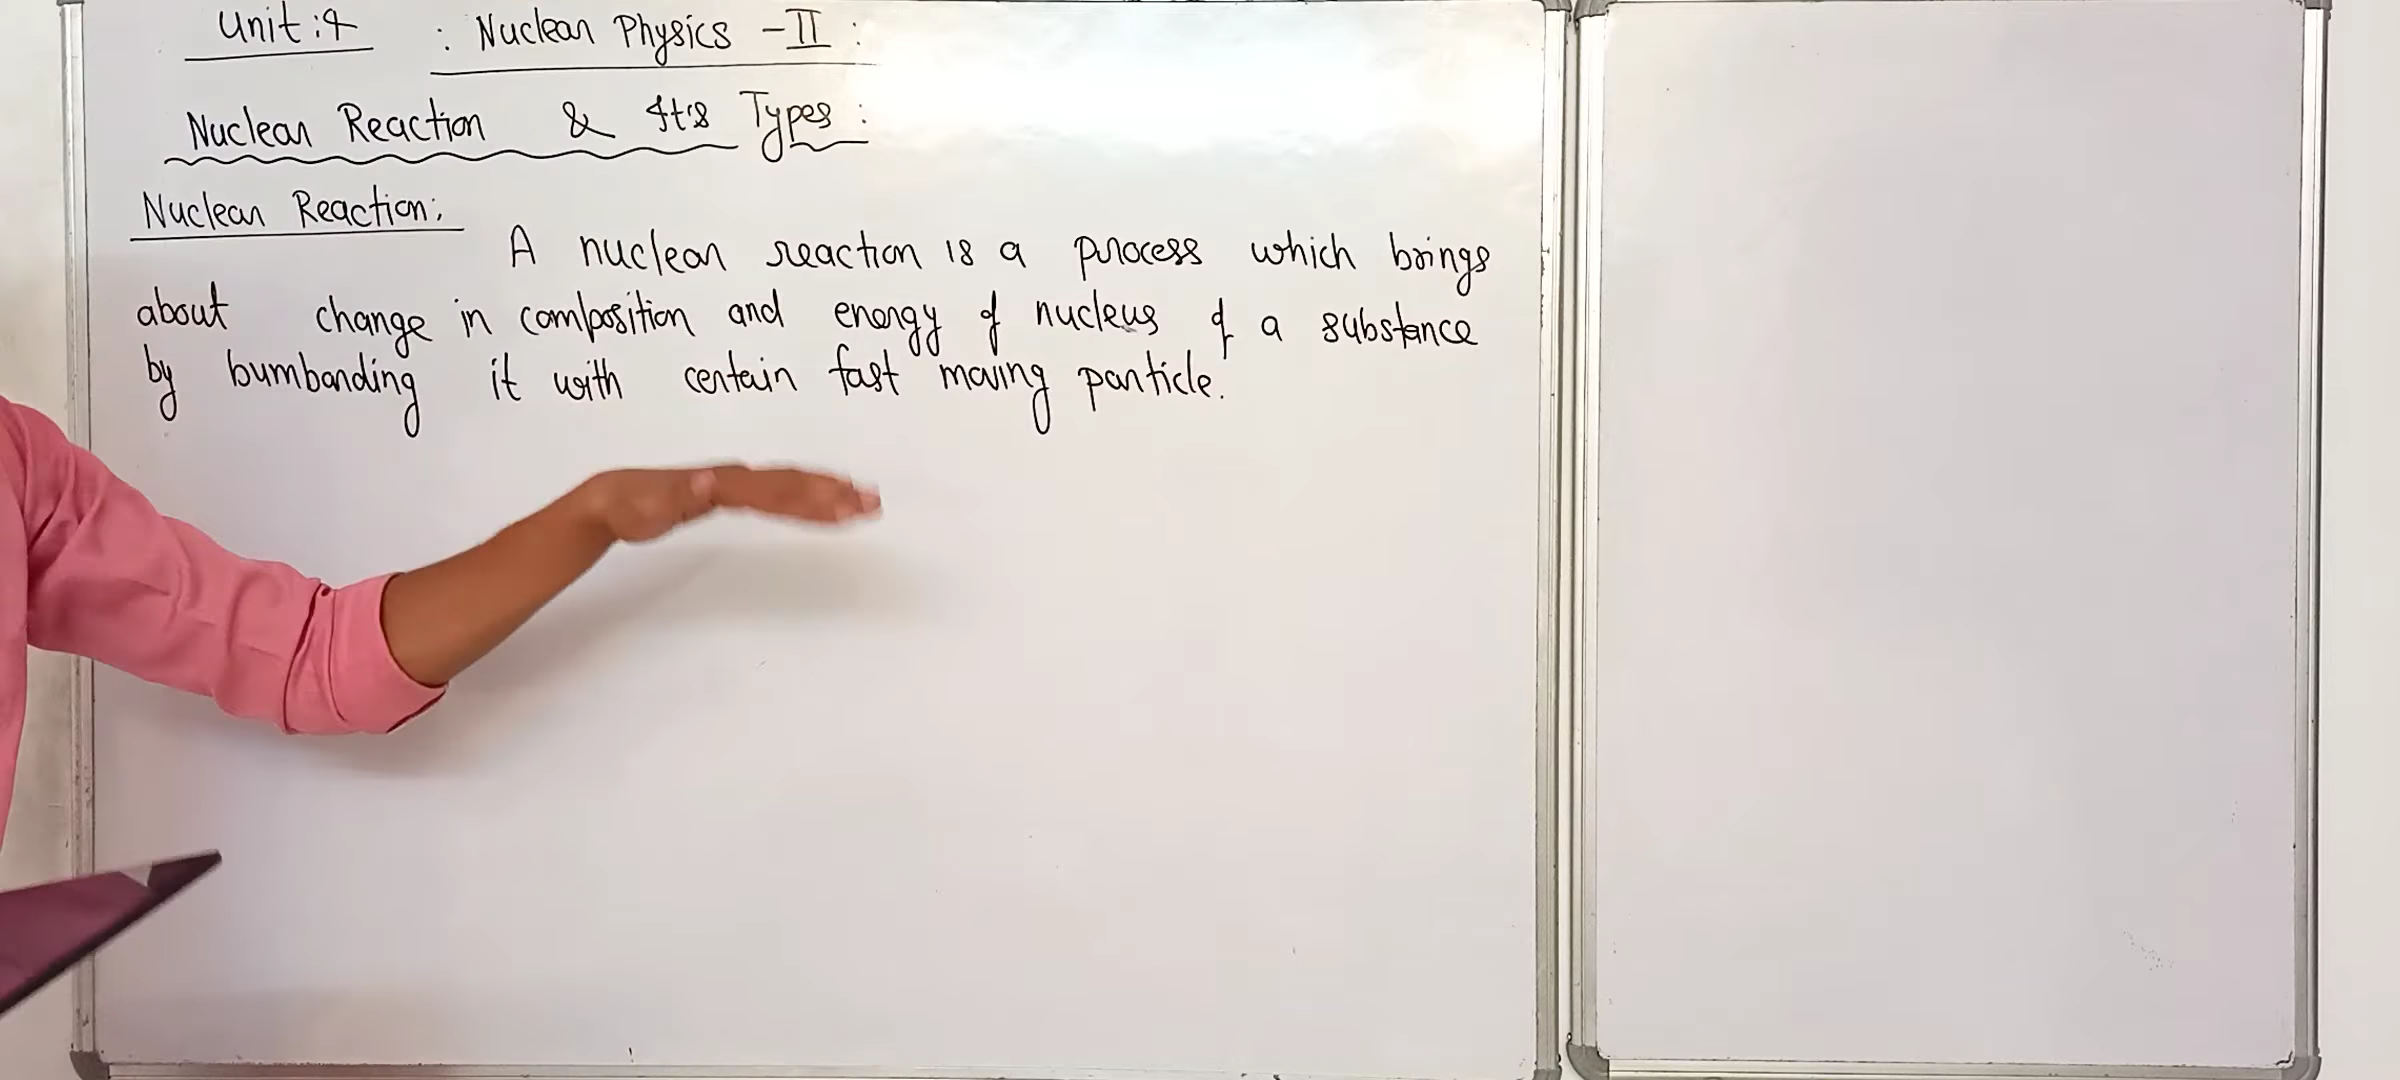 Unit: 4 : Nuclear Physics - II :
Nuclear Reaction & It's Types :
Nuclear Reaction:
A nuclear reaction is a process which brings
about change in composition and energy of nucleus of a substance
by bumbarding it with certain fast moving particle.